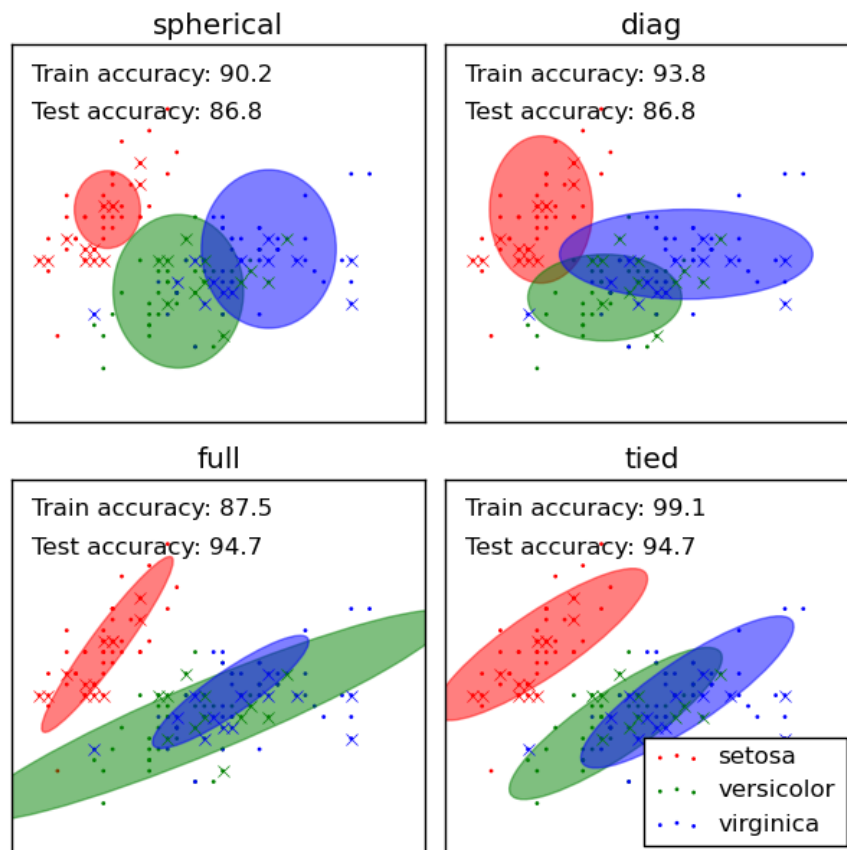 spherical
Train accuracy: 90.2
Test accuracy: 86.8
diag
Train accuracy: 93.8
Test accuracy: 86.8
full
Train accuracy: 87.5
Test accuracy: 94.7
tied
Train accuracy: 99.1
Test accuracy: 94.7
setosa
versicolor
virginica